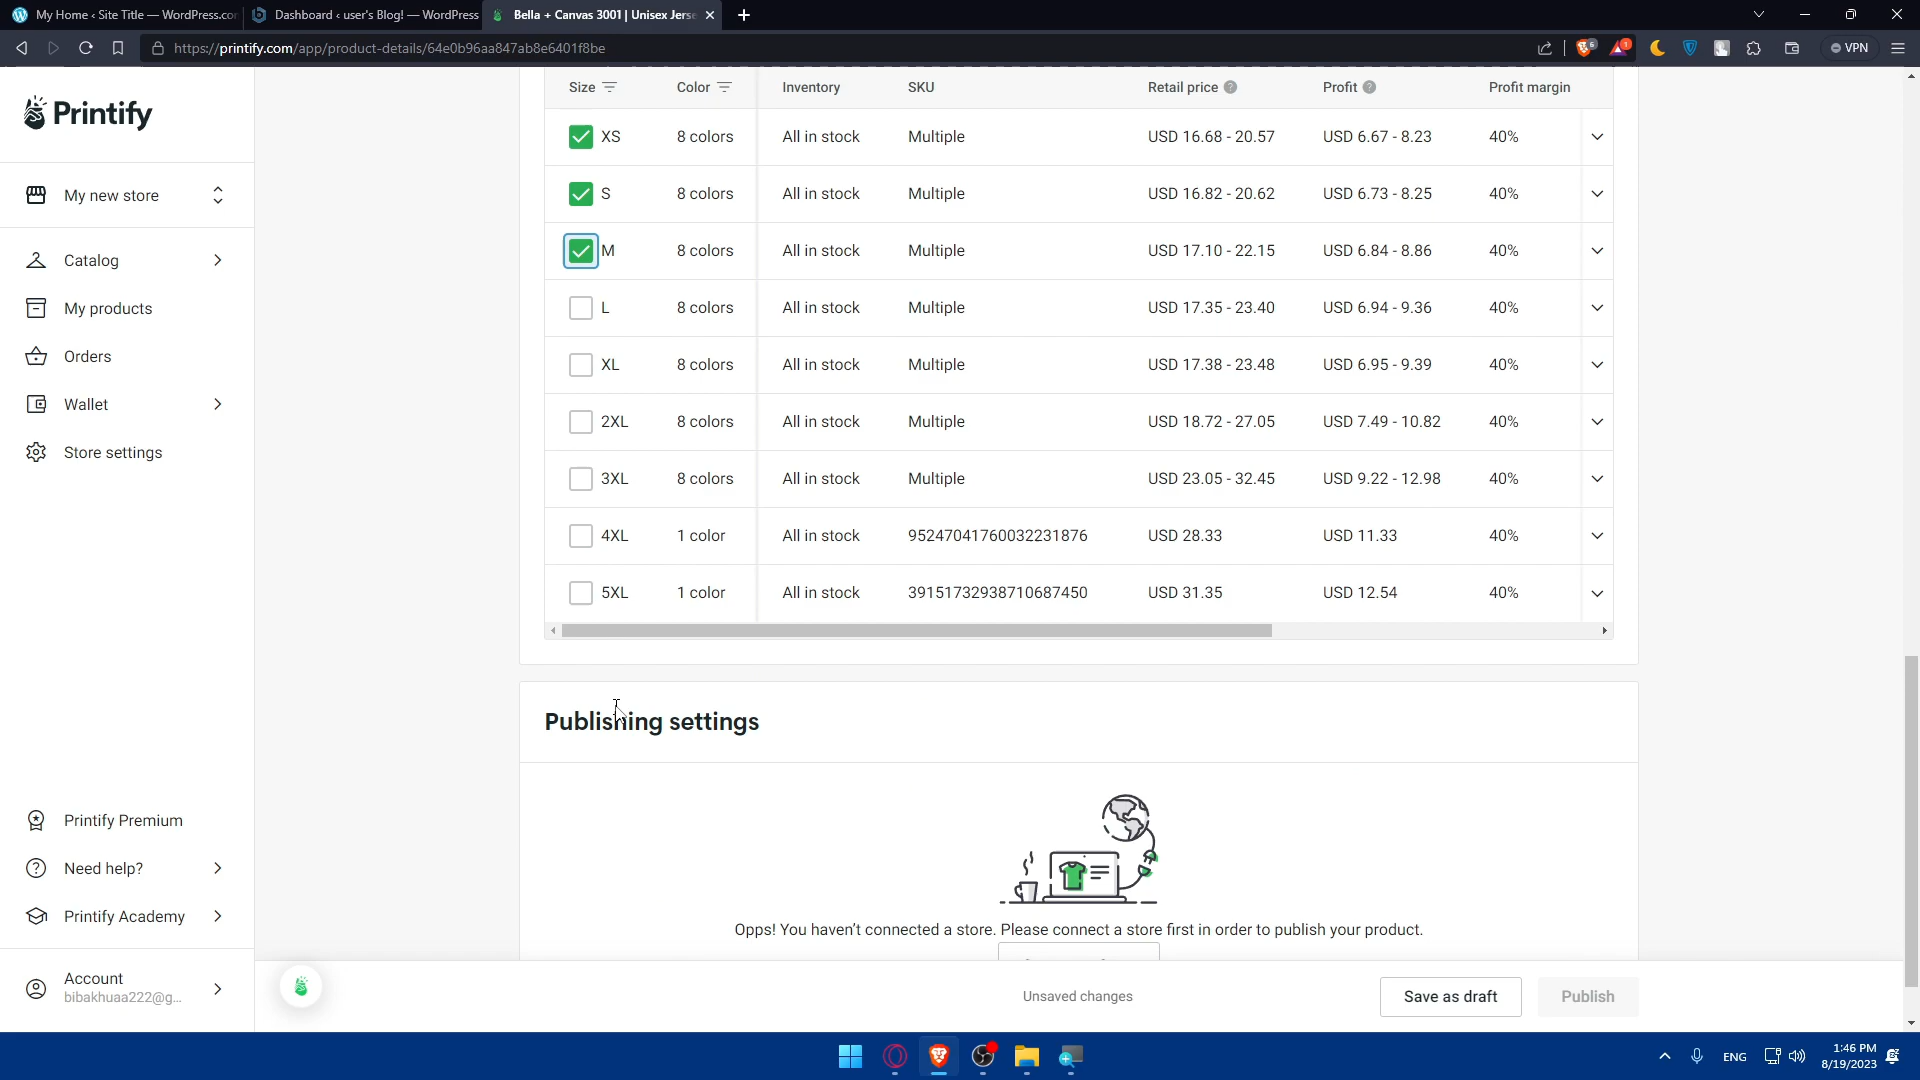 My Home ‹ Site Title — WordPress.com
Dashboard ‹ user's Blog! — WordPress
Bella + Canvas 3001 | Unisex Jerse
https://printify.com/app/product-details/64e0b96aa847ab8e6401f8be
6
1
VPN
Printify
My new store
Catalog
My products
Orders
Wallet
Store settings
Printify Premium
Need help?
Printify Academy
Account
bibakhuaa222@g...
Size Color Inventory SKU Retail price ? Profit ? Profit margin
XS 8 colors All in stock Multiple USD 16.68 - 20.57 USD 6.67 - 8.23 40%
S 8 colors All in stock Multiple USD 16.82 - 20.62 USD 6.73 - 8.25 40%
M 8 colors All in stock Multiple USD 17.10 - 22.15 USD 6.84 - 8.86 40%
L 8 colors All in stock Multiple USD 17.35 - 23.40 USD 6.94 - 9.36 40%
XL 8 colors All in stock Multiple USD 17.38 - 23.48 USD 6.95 - 9.39 40%
2XL 8 colors All in stock Multiple USD 18.72 - 27.05 USD 7.49 - 10.82 40%
3XL 8 colors All in stock Multiple USD 23.05 - 32.45 USD 9.22 - 12.98 40%
4XL 1 color All in stock 95247041760032231876 USD 28.33 USD 11.33 40%
5XL 1 color All in stock 39151732938710687450 USD 31.35 USD 12.54 40%
Publishing settings
Opps! You haven't connected a store. Please connect a store first in order to publish your product.
Unsaved changes
Save as draft
Publish
ENG
1:46 PM
8/19/2023